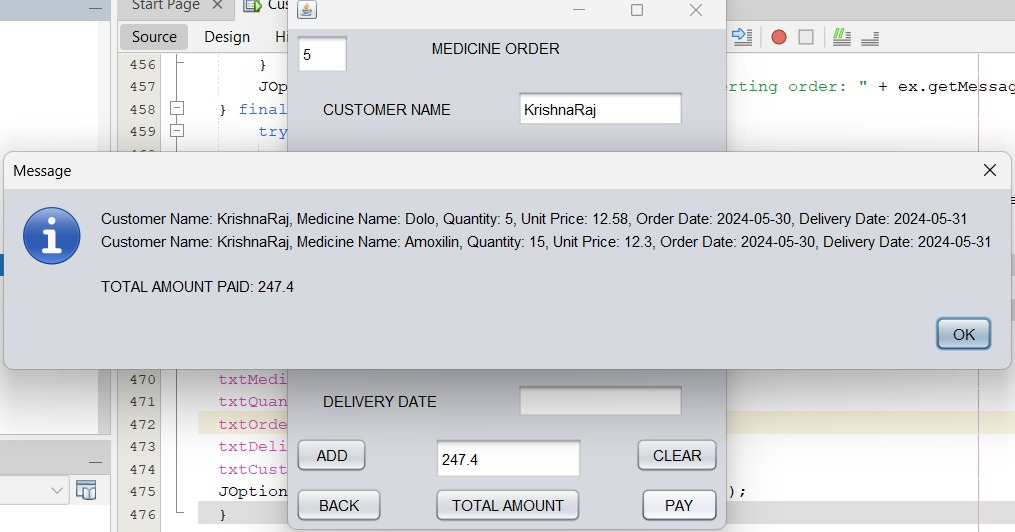 Start Page
Source Design
MEDICINE ORDER
5
CUSTOMER NAME KrishnaRaj
456 }
457 JOp rting order: " + ex.getMessag
458 } final
459 try
Message
Customer Name: KrishnaRaj, Medicine Name: Dolo, Quantity: 5, Unit Price: 12.58, Order Date: 2024-05-30, Delivery Date: 2024-05-31
Customer Name: KrishnaRaj, Medicine Name: Amoxilin, Quantity: 15, Unit Price: 12.3, Order Date: 2024-05-30, Delivery Date: 2024-05-31
TOTAL AMOUNT PAID: 247.4
OK
470 txtMedi
471 txtQuan
472 txtOrde
473 txtDeli
474 txtCust
475 JOption );
476 }
DELIVERY DATE
ADD 247.4 CLEAR
BACK TOTAL AMOUNT PAY